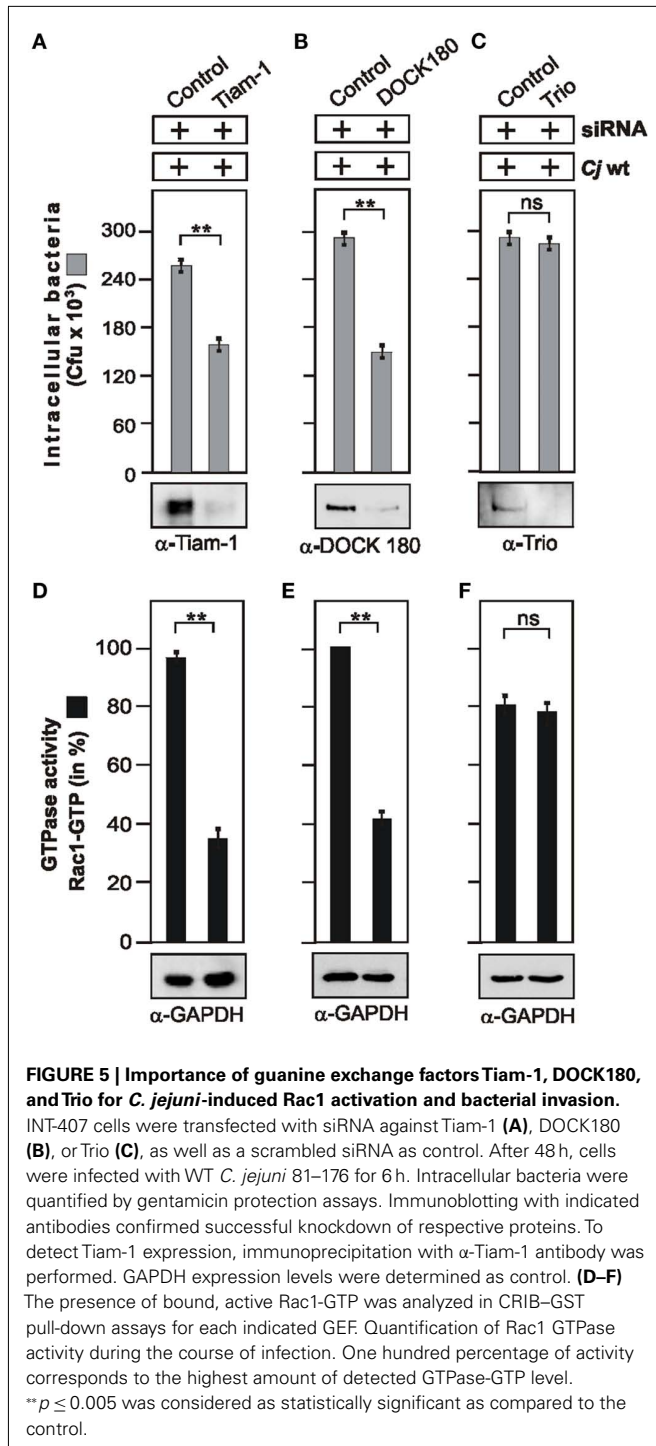 A
B
C
Control
Tiam-1
Control
DOCK180
Control
Trio
+ + + + + + siRNA
+ + + + + + Cj wt
Intracellular bacteria
(Cfu x 10³)
300
240
180
120
60
0
**
**
ns
α-Tiam-1
α-DOCK 180
α-Trio
D
E
F
GTPase activity
Rac1-GTP (in %)
100
80
60
40
20
0
**
**
ns
α-GAPDH
α-GAPDH
α-GAPDH
FIGURE 5 | Importance of guanine exchange factors Tiam-1, DOCK180,
and Trio for C. jejuni-induced Rac1 activation and bacterial invasion.
INT-407 cells were transfected with siRNA against Tiam-1 (A), DOCK180
(B), or Trio (C), as well as a scrambled siRNA as control. After 48 h, cells
were infected with WT C. jejuni 81–176 for 6 h. Intracellular bacteria were
quantified by gentamicin protection assays. Immunoblotting with indicated
antibodies confirmed successful knockdown of respective proteins. To
detect Tiam-1 expression, immunoprecipitation with α-Tiam-1 antibody was
performed. GAPDH expression levels were determined as control. (D–F)
The presence of bound, active Rac1-GTP was analyzed in CRIB–GST
pull-down assays for each indicated GEF. Quantification of Rac1 GTPase
activity during the course of infection. One hundred percentage of activity
corresponds to the highest amount of detected GTPase-GTP level.
**p ≤ 0.005 was considered as statistically significant as compared to the
control.